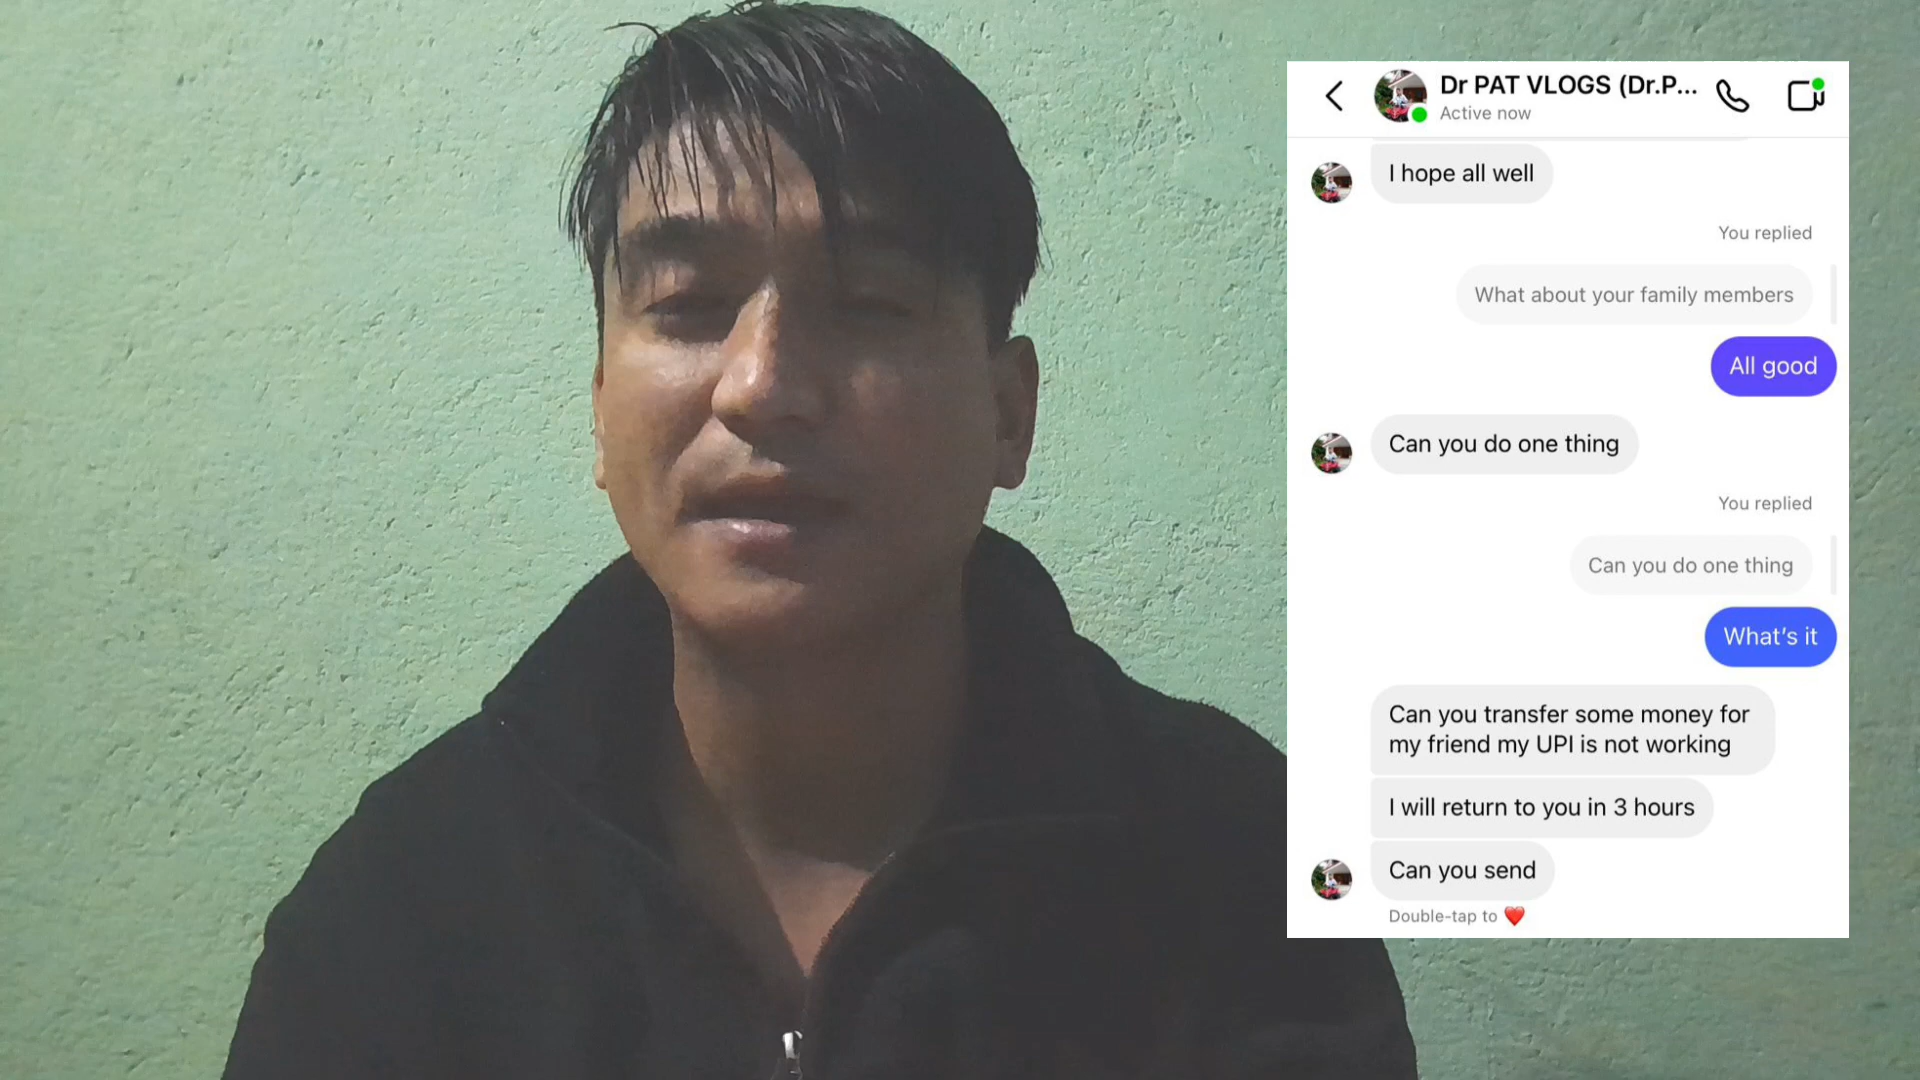 Dr PAT VLOGS (Dr.P...
Active now
I hope all well
You replied
What about your family members
All good
Can you do one thing
You replied
Can you do one thing
What's it
Can you transfer some money for
my friend my UPI is not working
I will return to you in 3 hours
Can you send
Double-tap to ❤️